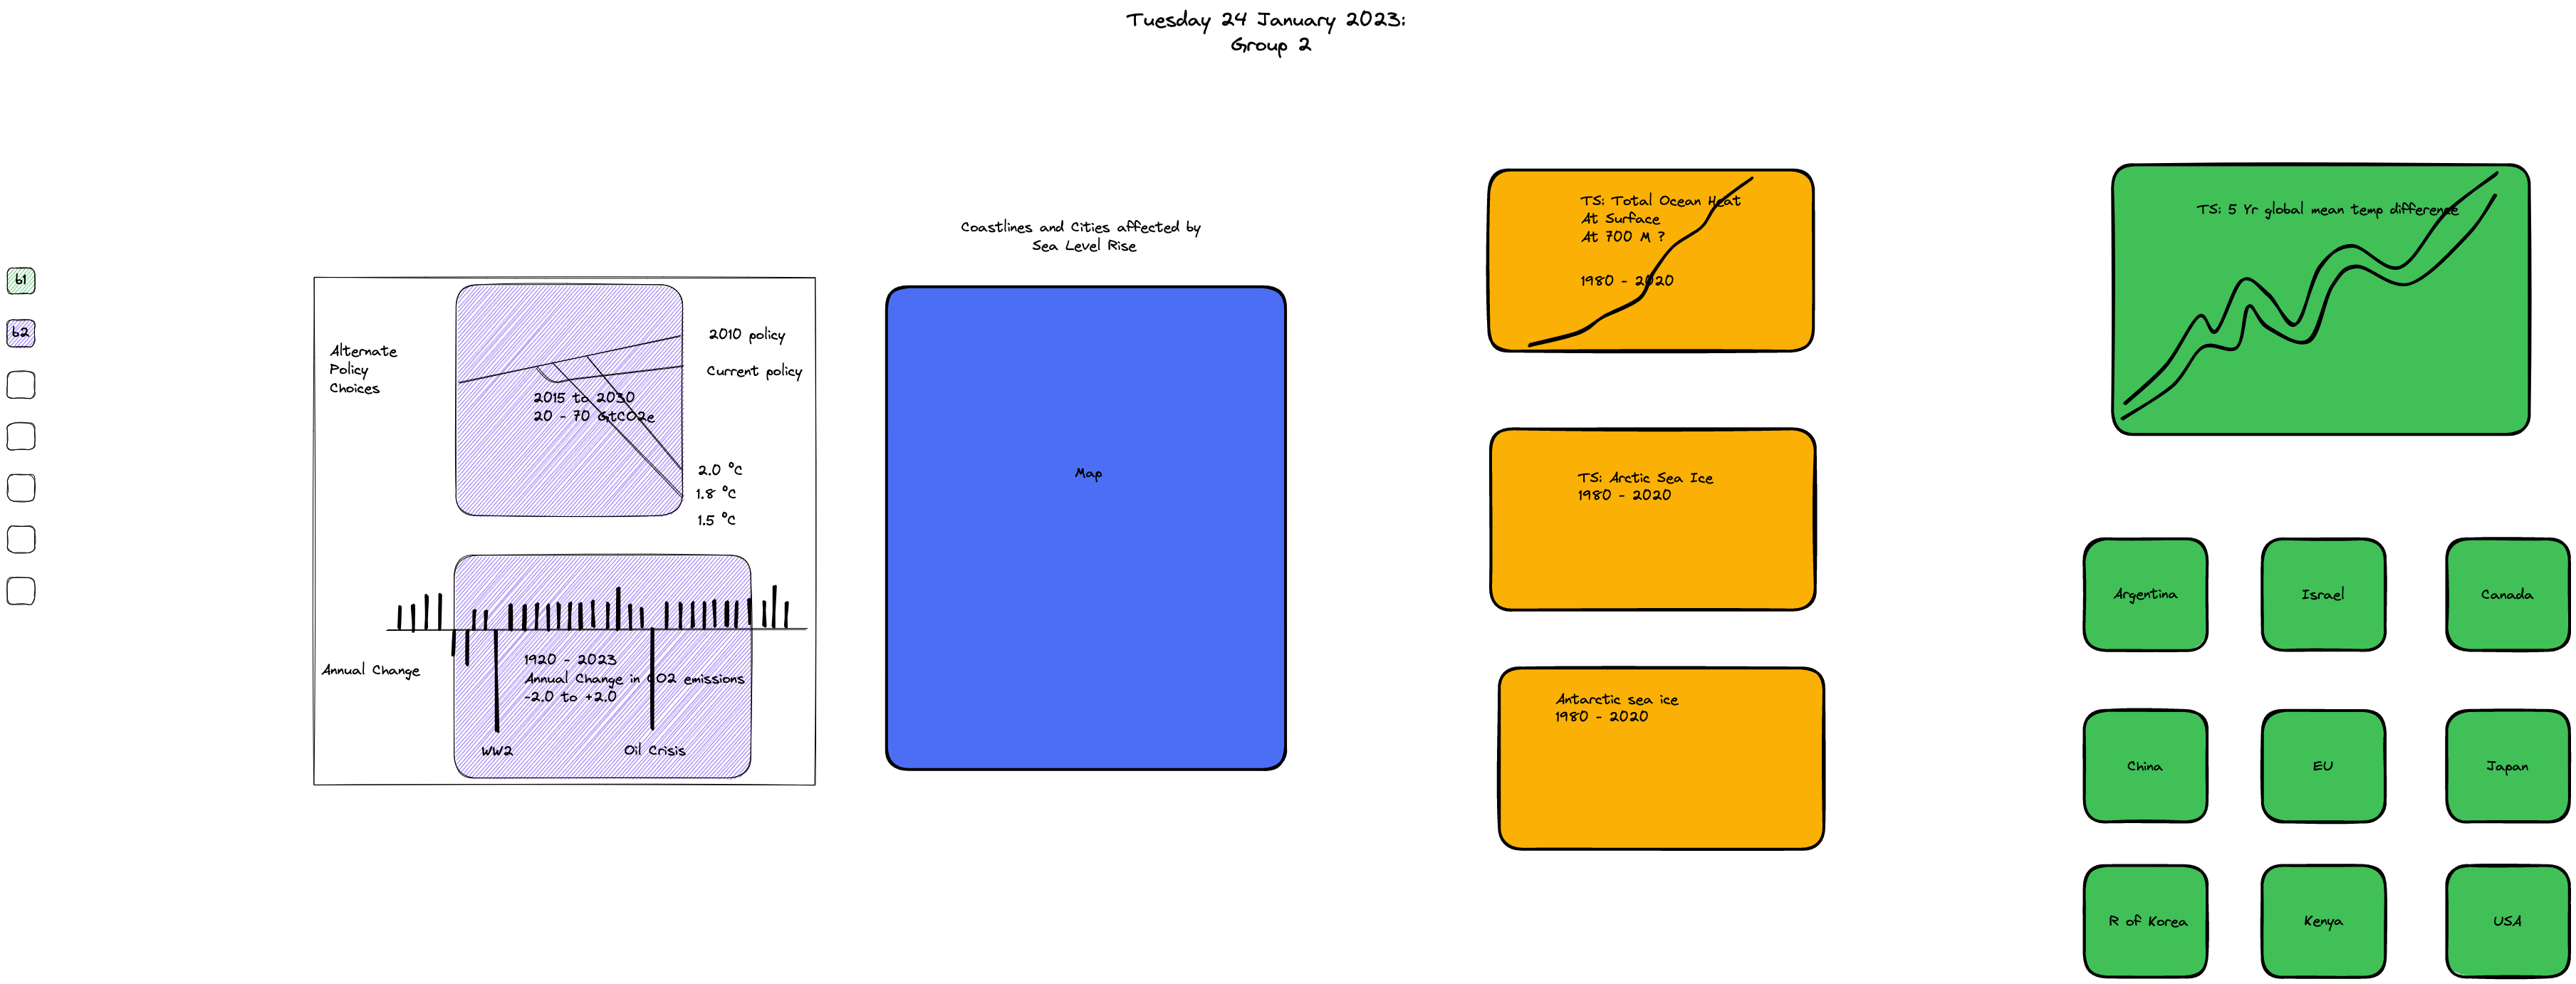 Tuesday 24 January 2023:
Group 2
b1
b2
Alternate
Policy
Choices
2010 policy
Current policy
2015 to 2030
20 - 70 GtCO2e
2.0 °C
1.8 °C
1.5 °C
Annual Change
1920 - 2023
Annual Change in CO2 emissions
-2.0 to +2.0
WW2
Oil Crisis
Coastlines and Cities affected by
Sea Level Rise
Map
TS: Total Ocean Heat
At Surface
At 700 M ?
1980 - 2020
TS: Arctic Sea Ice
1980 - 2020
Antarctic sea ice
1980 - 2020
TS: 5 Yr global mean temp difference
Argentina
Israel
Canada
China
EU
Japan
R of Korea
Kenya
USA